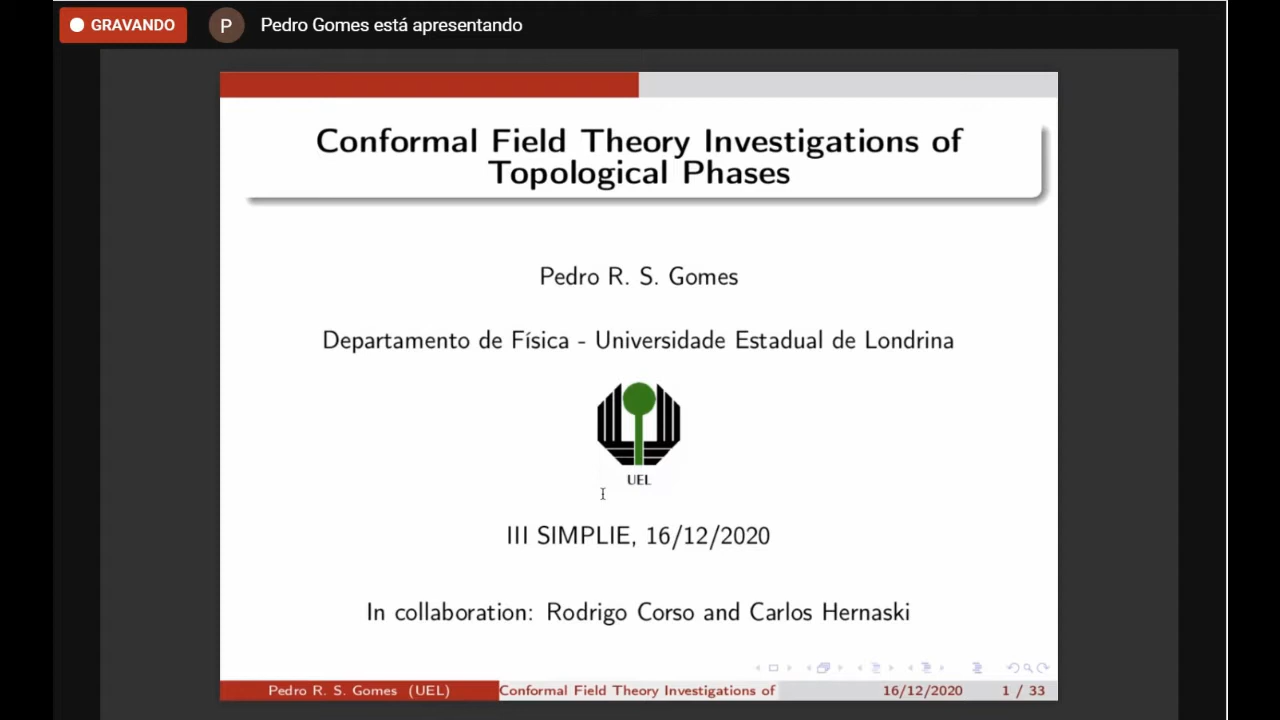 GRAVANDO
P
Pedro Gomes está apresentando
Conformal Field Theory Investigations of
Topological Phases
Pedro R. S. Gomes
Departamento de Física - Universidade Estadual de Londrina
UEL
III SIMPLIE, 16/12/2020
In collaboration: Rodrigo Corso and Carlos Hernaski
Pedro R. S. Gomes (UEL)
Conformal Field Theory Investigations of
16/12/2020
1 / 33